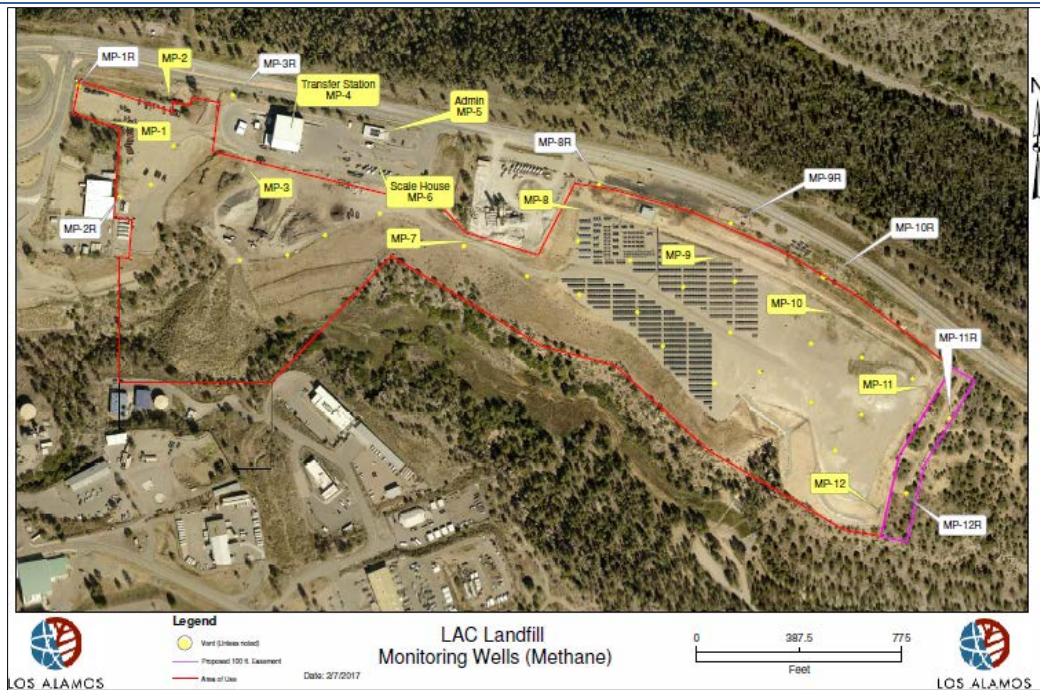 MP-1R
MP-2
MP-3R
Transfer Station
MP-4
Admin
MP-5
N
MP-1
MP-8R
MP-3
Scale House
MP-6
MP-8
MP-9R
MP-2R
MP-7
MP-10R
MP-9
MP-10
MP-11R
MP-11
MP-12
MP-12R
Legend
Vent (Unless noted)
Proposed 100 ft. Easement
Area of Use
Date: 2/7/2017
LAC Landfill
Monitoring Wells (Methane)
0 387.5 775
Feet
LOS ALAMOS
LOS ALAMOS